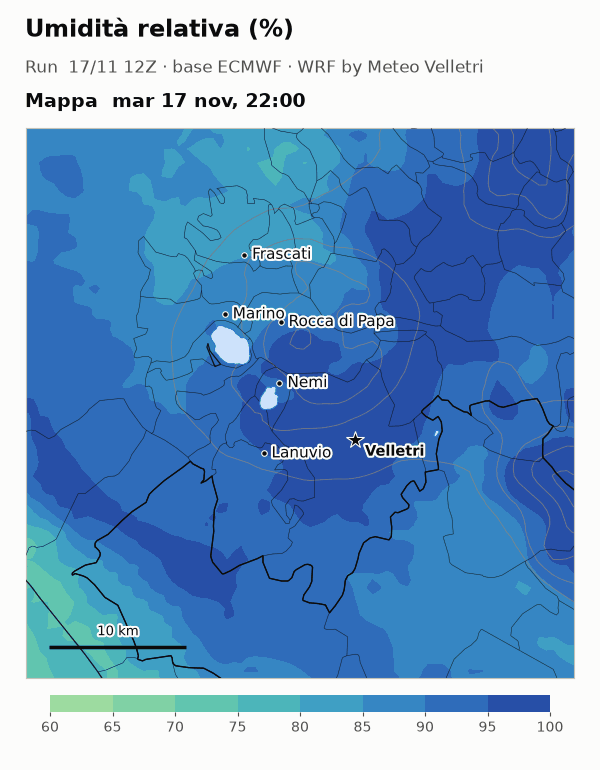 Umidità relativa (%)
Run  17/11 12Z · base ECMWF · WRF by Meteo Velletri
Mappa  mar 17 nov, 22:00
Frascati
Marino
Rocca di Papa
Nemi
Velletri
Lanuvio
10 km
60 65 70 75 80 85 90 95 100